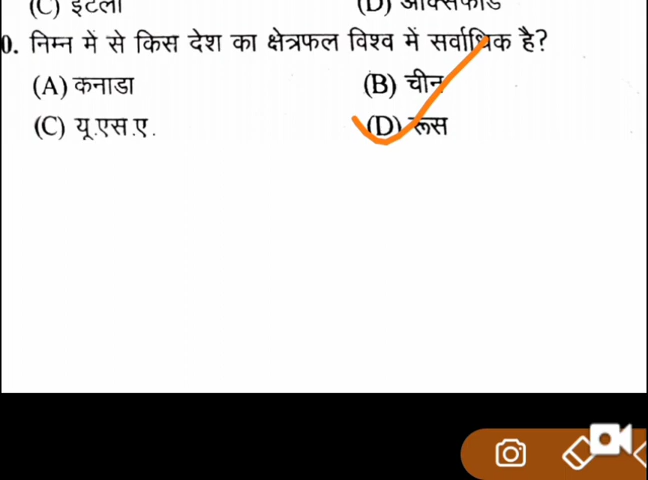 (C) इटली (D) ऑक्सफोर्ड
0. निम्न में से किस देश का क्षेत्रफल विश्व में सर्वाधिक है?
(A) कनाडा (B) चीन
(C) यू.एस.ए. (D) रूस